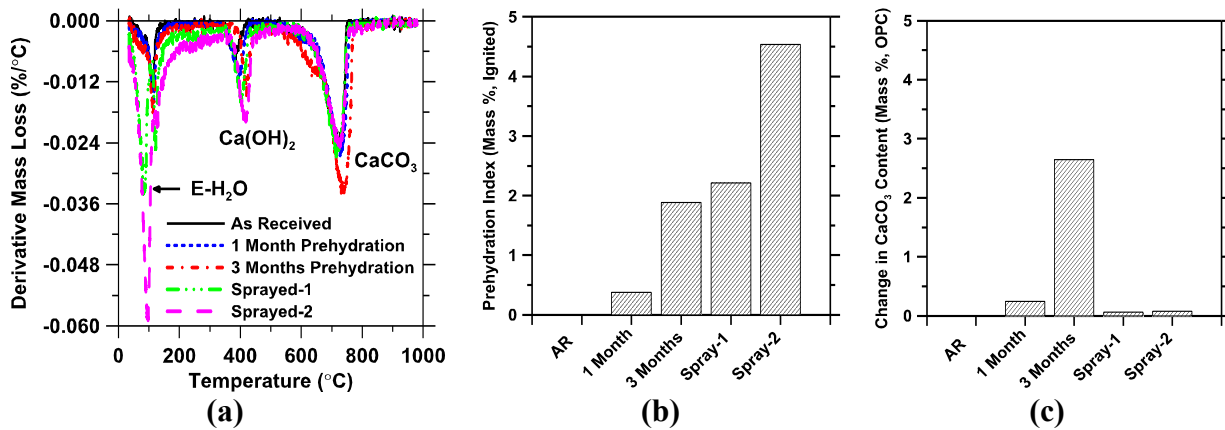 0.000
-0.012
-0.024
-0.036
-0.048
-0.060
Derivative Mass Loss (%/°C)
Ca(OH)2
CaCO3
E-H2O
As Received
1 Month Prehydration
3 Months Prehydration
Sprayed-1
Sprayed-2
0 200 400 600 800 1000
Temperature (°C)
(a)
5
4
3
2
1
0
Prehydration Index (Mass %, Ignited)
AR
1 Month
3 Months
Spray-1
Spray-2
(b)
5
4
3
2
1
0
Change in CaCO3 Content (Mass %, OPC)
AR
1 Month
3 Months
Spray-1
Spray-2
(c)